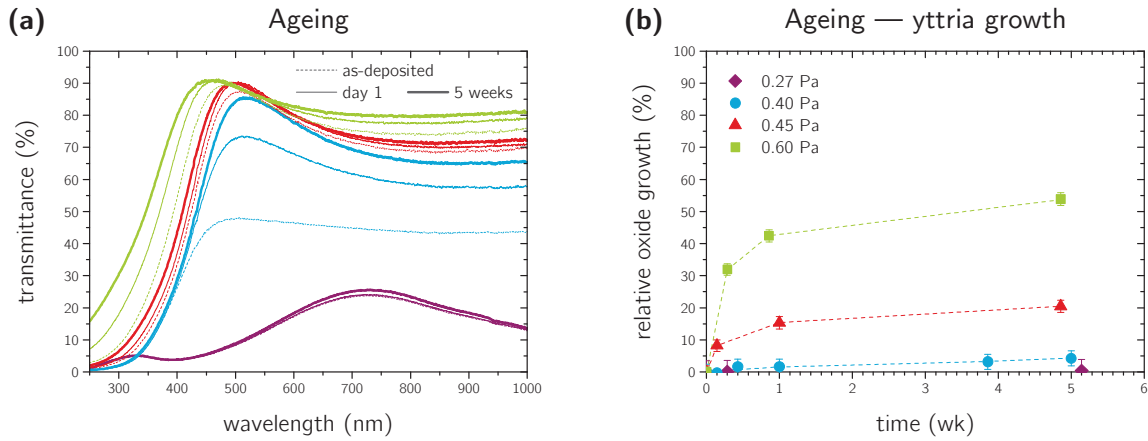 (a)
Ageing
100
90
80
70
60
50
40
30
20
10
0
transmittance (%)
as-deposited
day 1
5 weeks
300 400 500 600 700 800 900 1000
wavelength (nm)
(b)
Ageing — yttria growth
100
90
80
70
60
50
40
30
20
10
0
relative oxide growth (%)
0.27 Pa
0.40 Pa
0.45 Pa
0.60 Pa
0 1 2 3 4 5 6
time (wk)